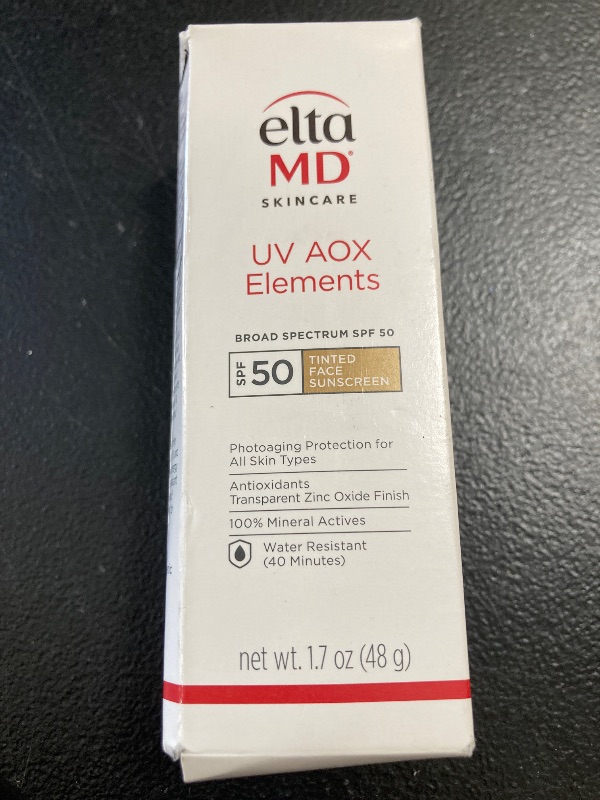 elta
MD®
SKINCARE
UV AOX
Elements
BROAD SPECTRUM SPF 50
SPF 50
TINTED
FACE
SUNSCREEN
Photoaging Protection for
All Skin Types
Antioxidants
Transparent Zinc Oxide Finish
100% Mineral Actives
Water Resistant
(40 Minutes)
net wt. 1.7 oz (48 g)